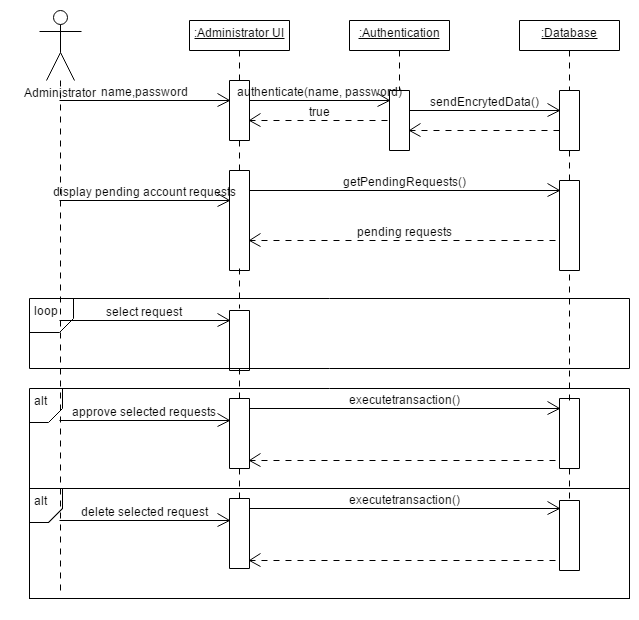 :Administrator UI
:Authentication
:Database
Administrator
name,password
authenticate(name, password)
sendEncrytedData()
true
display pending account requests
getPendingRequests()
pending requests
loop
select request
alt
approve selected requests
executetransaction()
alt
delete selected request
executetransaction()